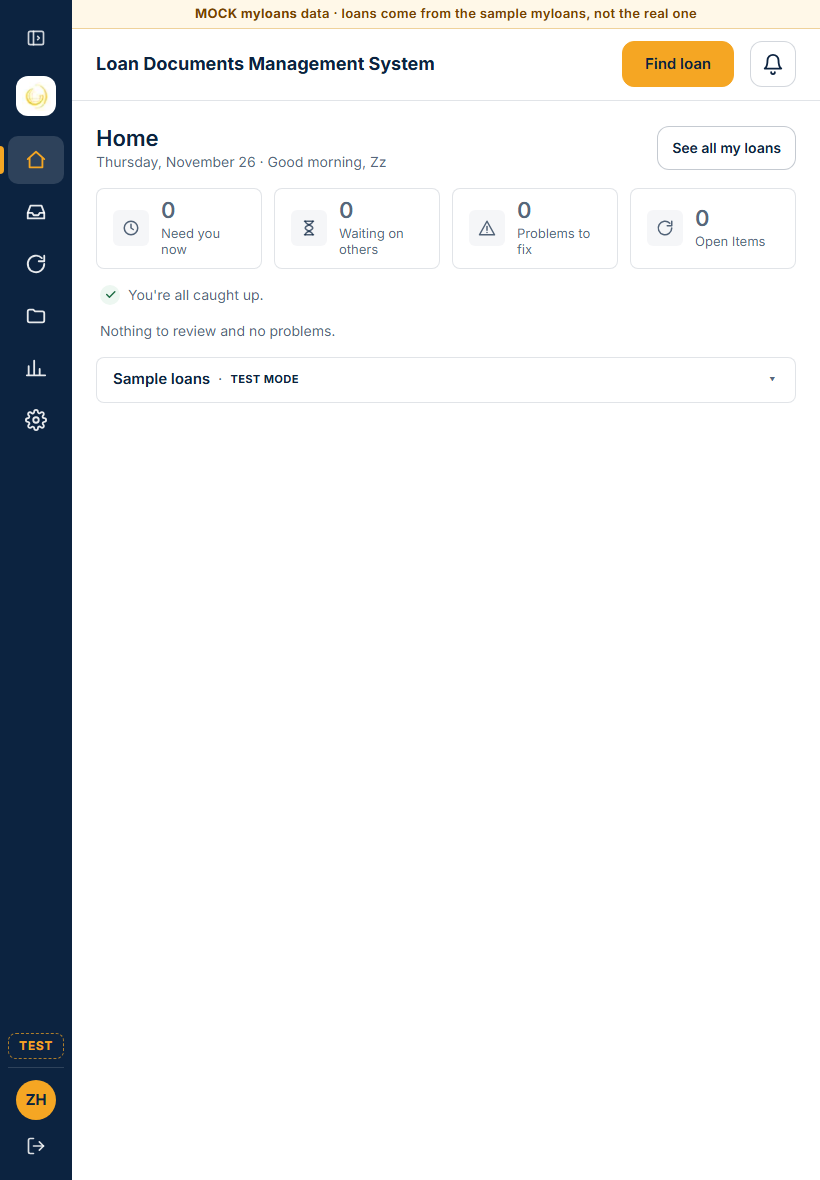 MOCK myloans data · loans come from the sample myloans, not the real one
Loan Documents Management System
Find loan
Home
Thursday, November 26 · Good morning, Zz
See all my loans
0
Need you
now
0
Waiting on
others
0
Problems to
fix
0
Open Items
You're all caught up.
Nothing to review and no problems.
Sample loans · TEST MODE
TEST
ZH